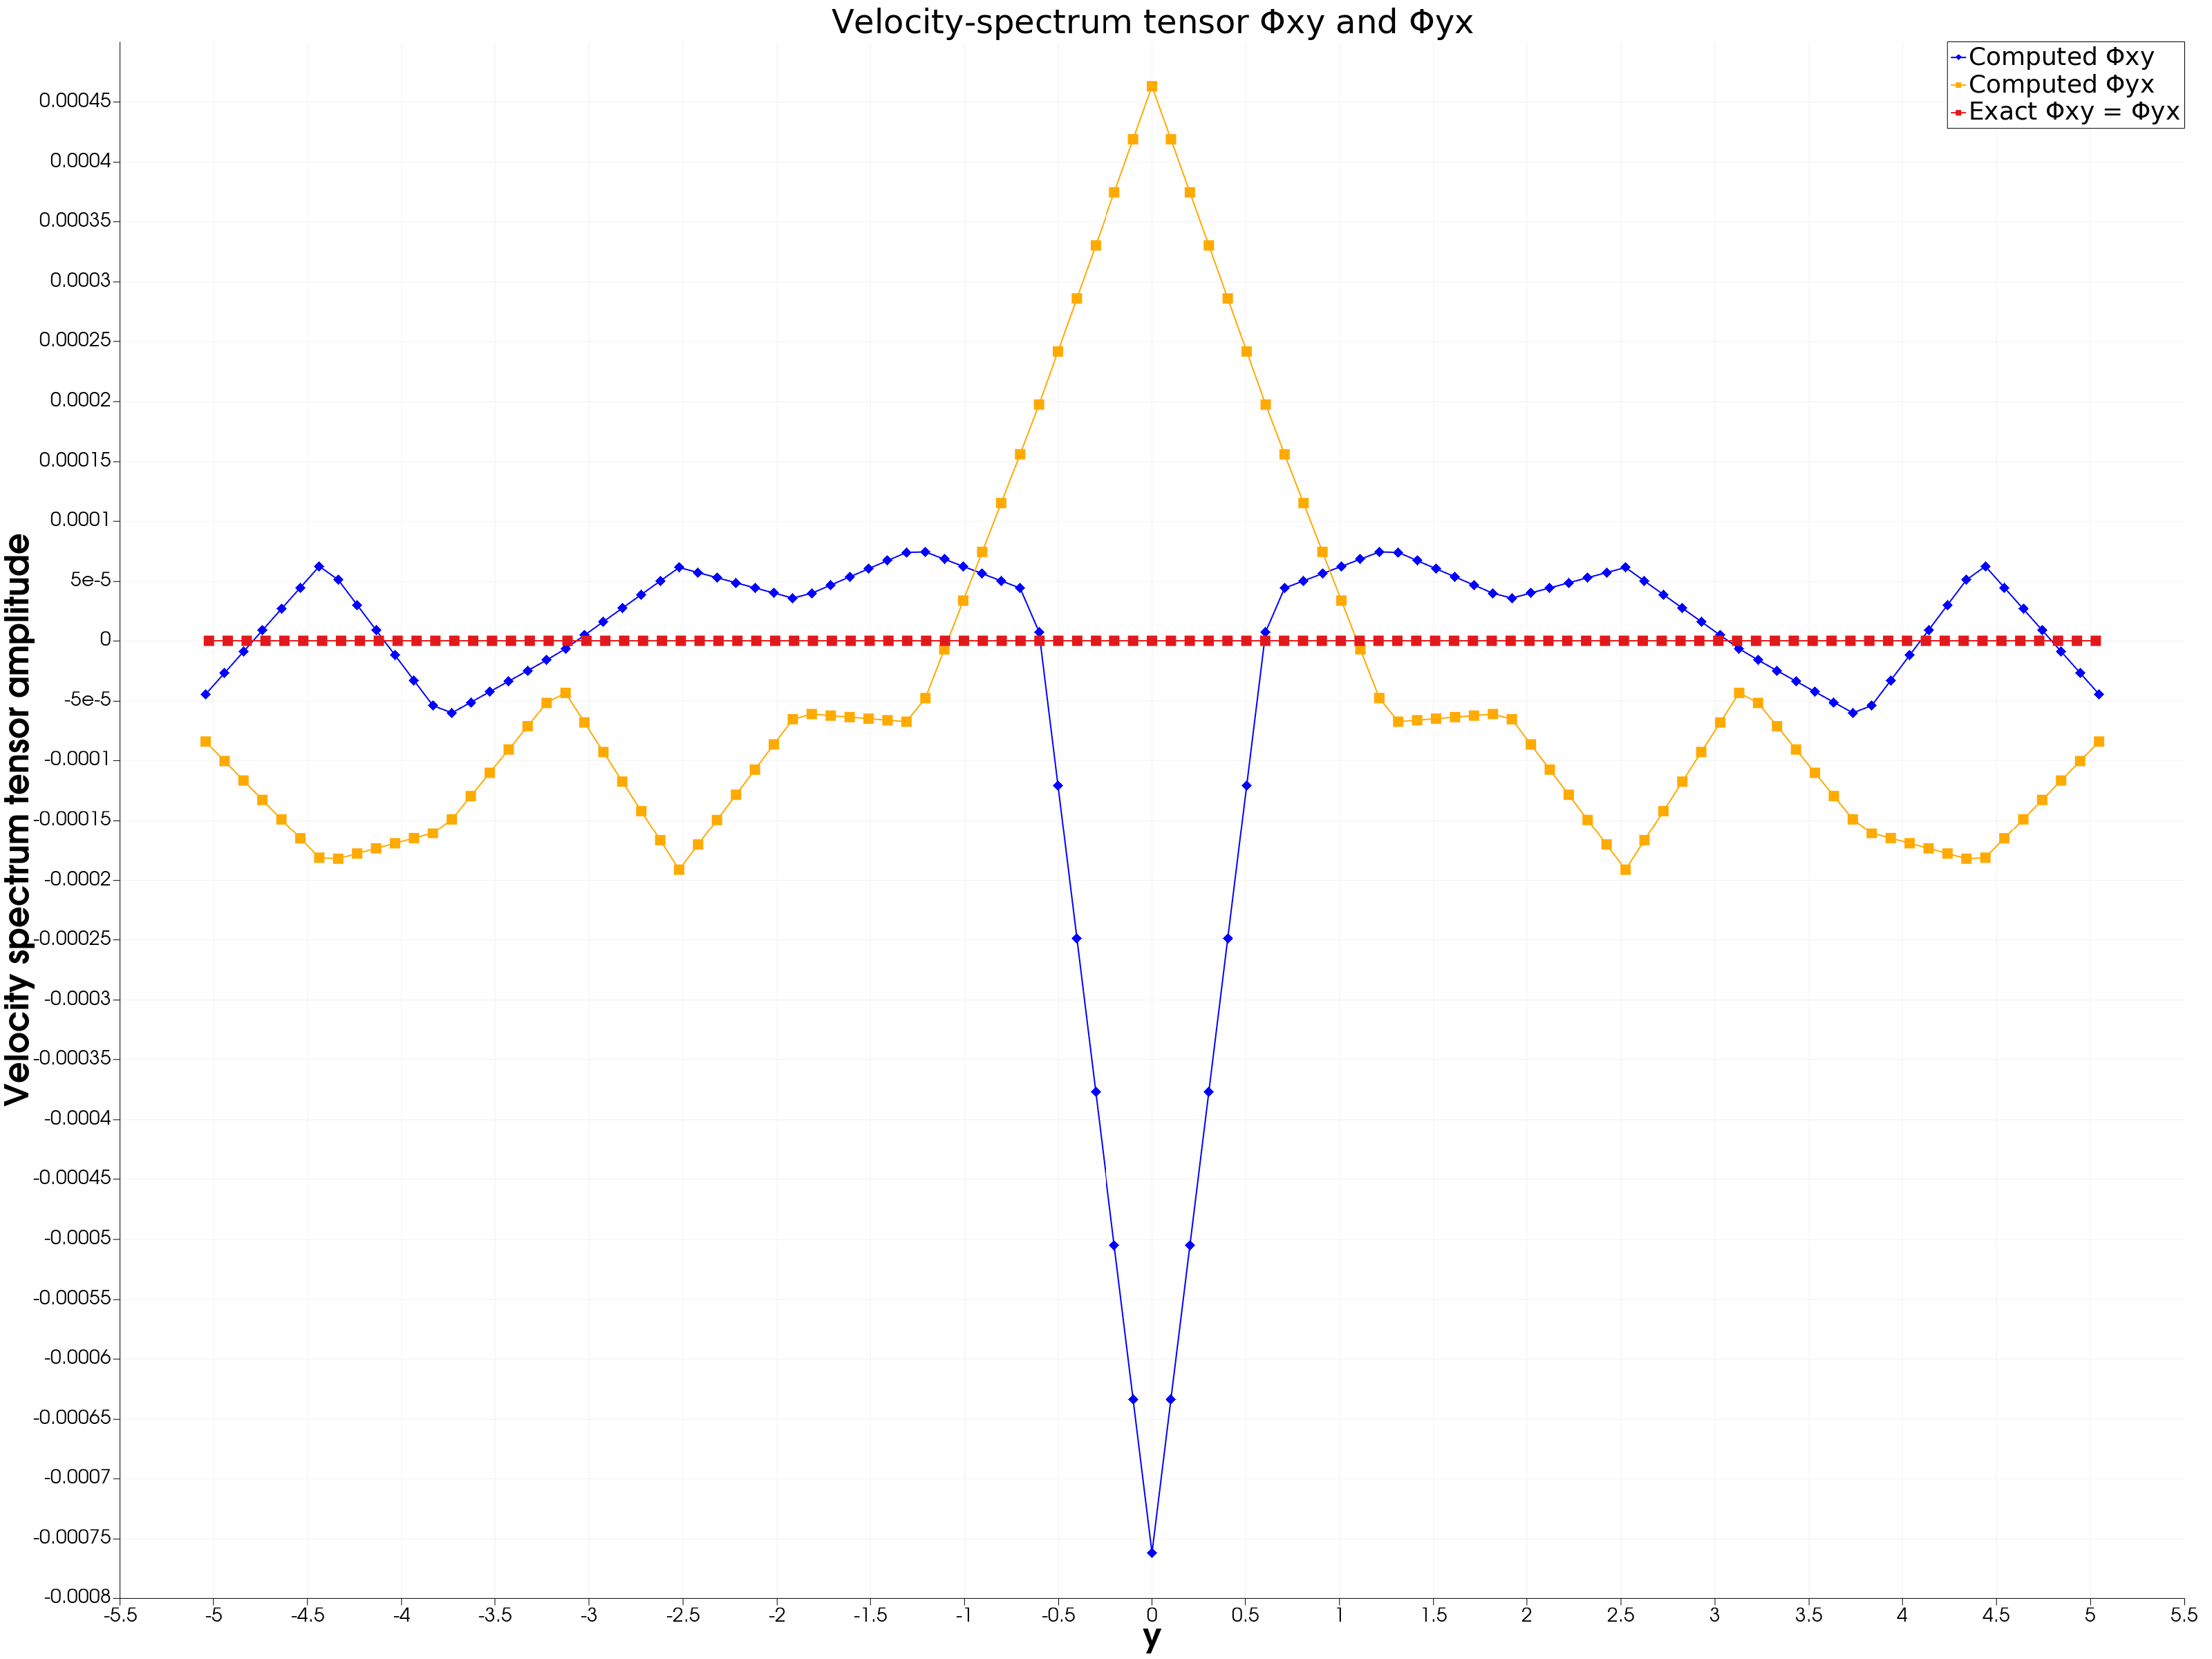 Velocity-spectrum tensor Φxy and Φyx
Computed Φxy
Computed Φyx
Exact Φxy = Φyx
Velocity spectrum tensor amplitude
0.00045
0.0004
0.00035
0.0003
0.00025
0.0002
0.00015
0.0001
5e-5
0
-5e-5
-0.0001
-0.00015
-0.0002
-0.00025
-0.0003
-0.00035
-0.0004
-0.00045
-0.0005
-0.00055
-0.0006
-0.00065
-0.0007
-0.00075
-0.0008
-5.5 -5 -4.5 -4 -3.5 -3 -2.5 -2 -1.5 -1 -0.5 0 0.5 1 1.5 2 2.5 3 3.5 4 4.5 5 5.5
y